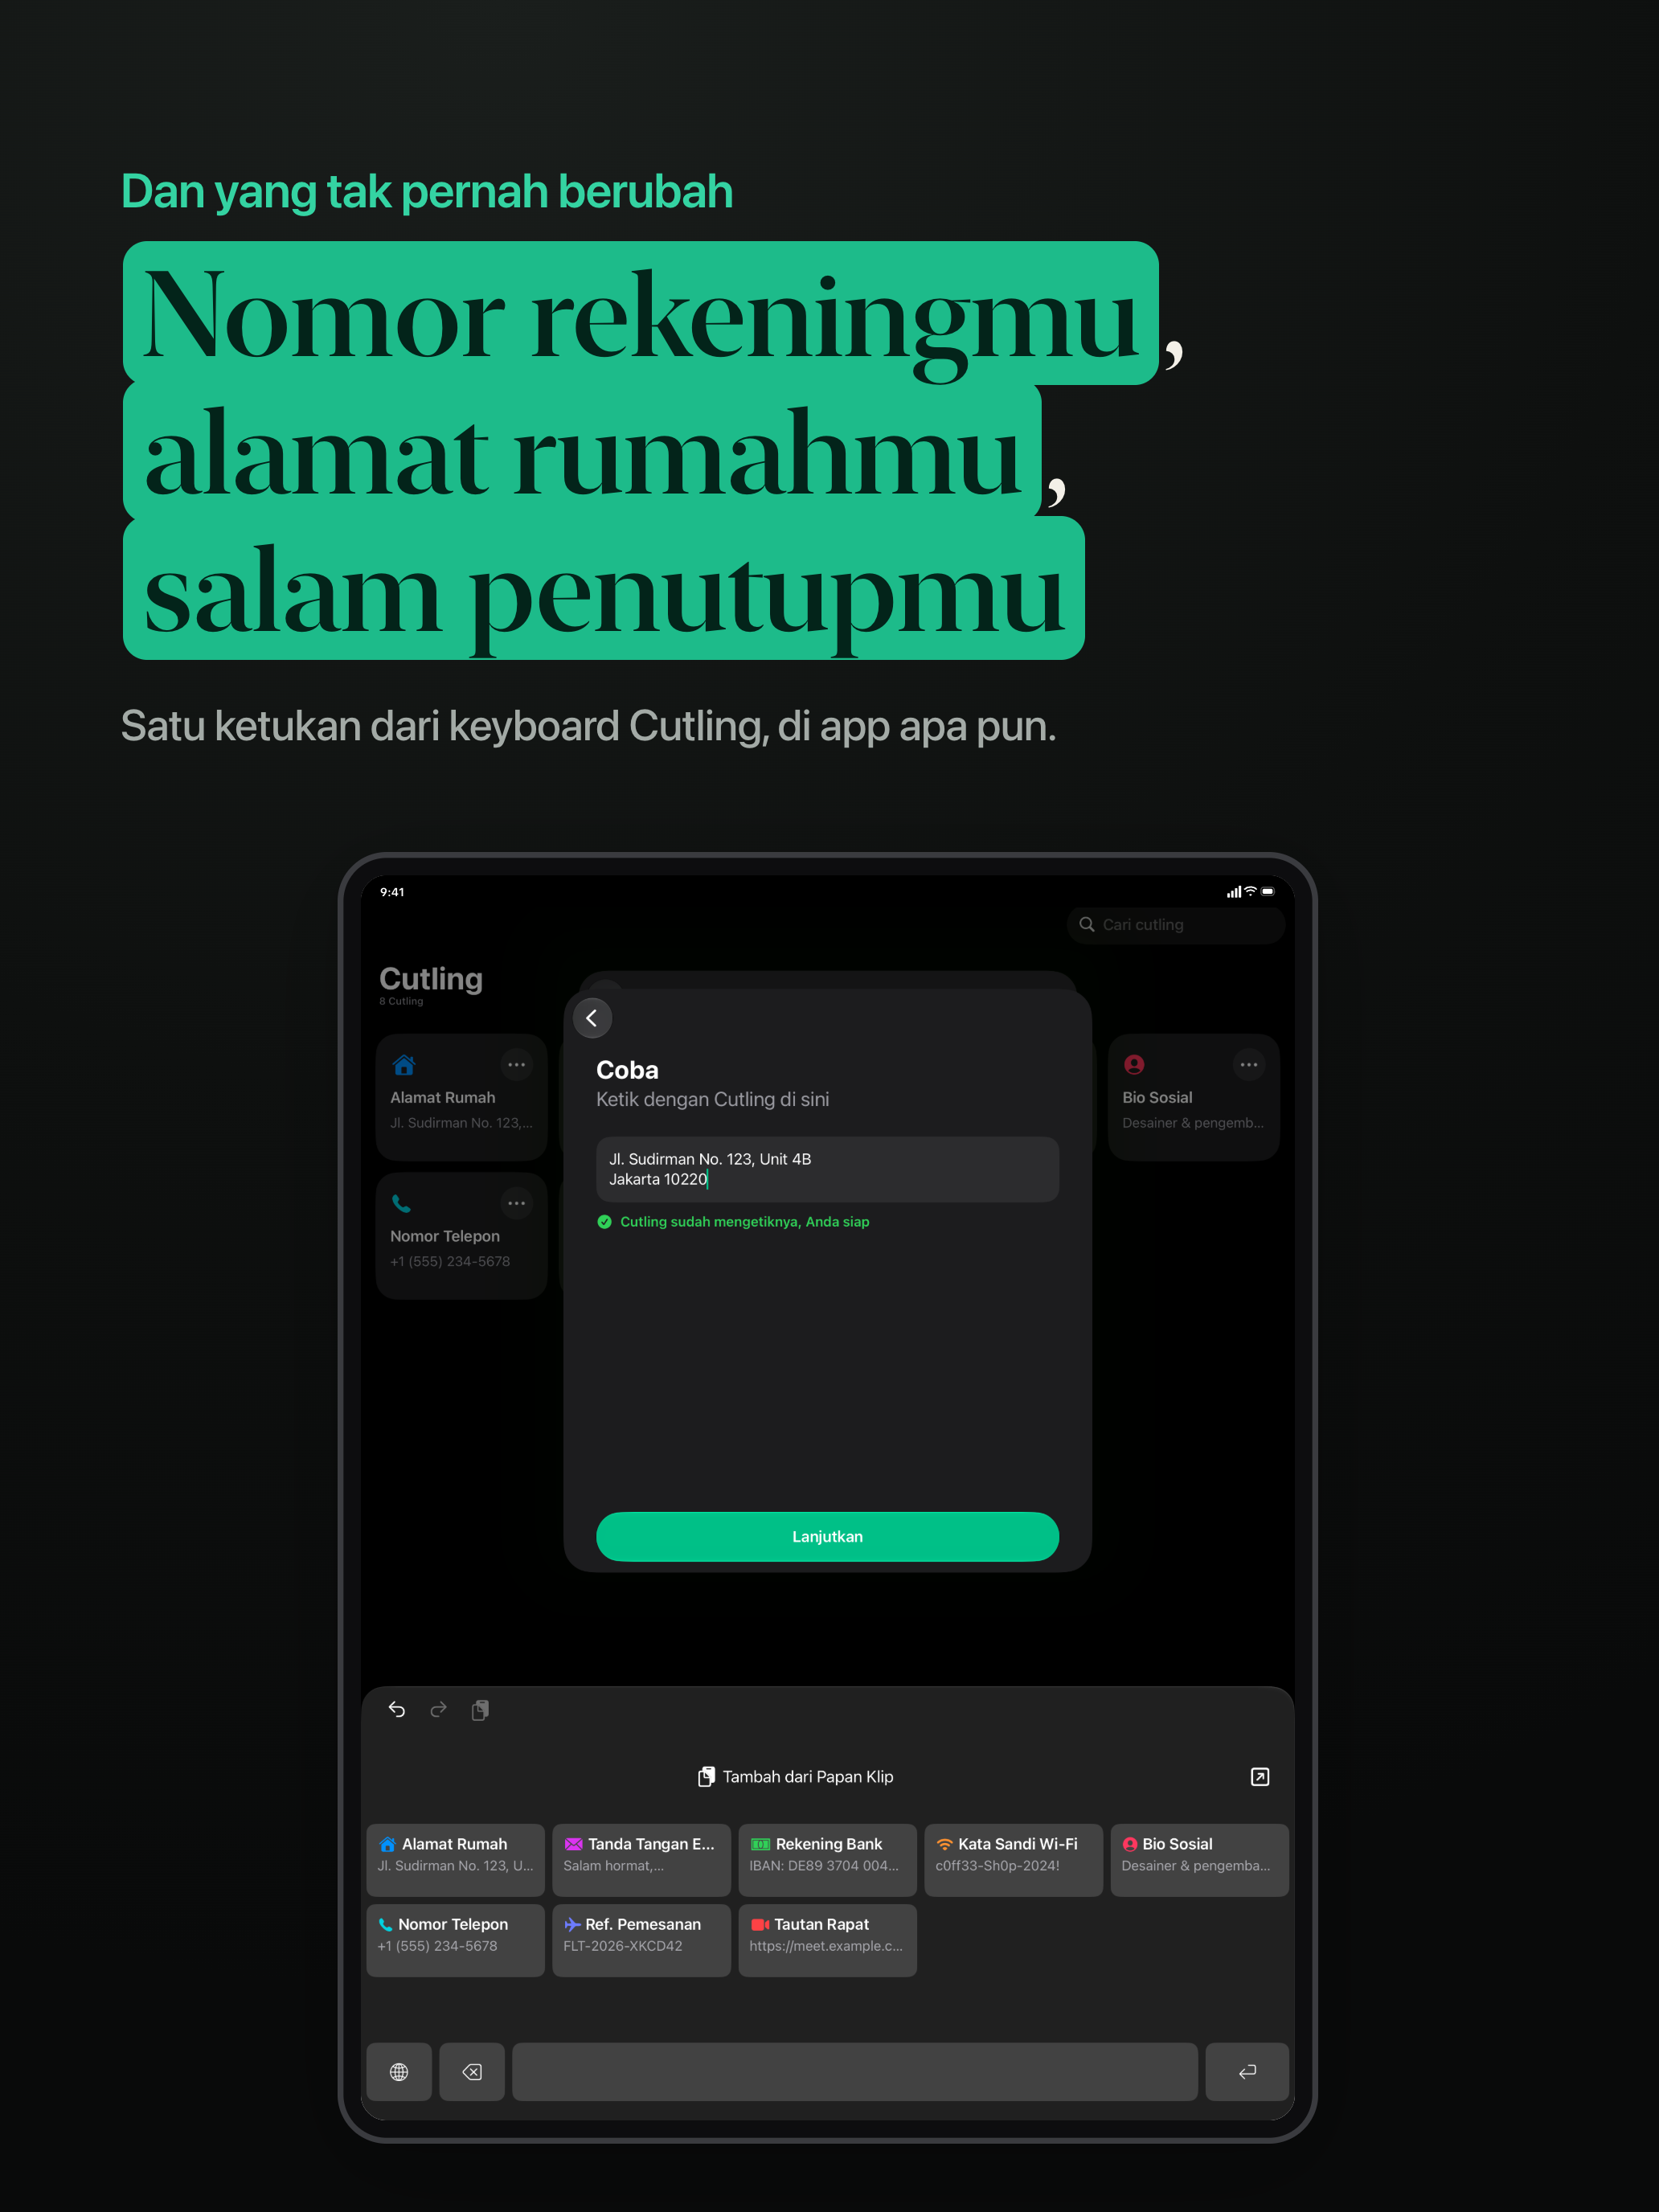 Dan yang tak pernah berubah
Nomor rekeningmu,
alamat rumahmu,
salam penutupmu
Satu ketukan dari keyboard Cutling, di app apa pun.
9:41
Cari cutling
Cutling
8 Cutling
Alamat Rumah
Jl. Sudirman No. 123,...
Bio Sosial
Desainer & pengemb...
Nomor Telepon
+1 (555) 234-5678
Coba
Ketik dengan Cutling di sini
Jl. Sudirman No. 123, Unit 4B
Jakarta 10220
Cutling sudah mengetiknya, Anda siap
Lanjutkan
Tambah dari Papan Klip
Alamat Rumah
Jl. Sudirman No. 123, U...
Tanda Tangan E...
Salam hormat,...
Rekening Bank
IBAN: DE89 3704 004...
Kata Sandi Wi-Fi
c0ff33-Sh0p-2024!
Bio Sosial
Desainer & pengemba...
Nomor Telepon
+1 (555) 234-5678
Ref. Pemesanan
FLT-2026-XKCD42
Tautan Rapat
https://meet.example.c...